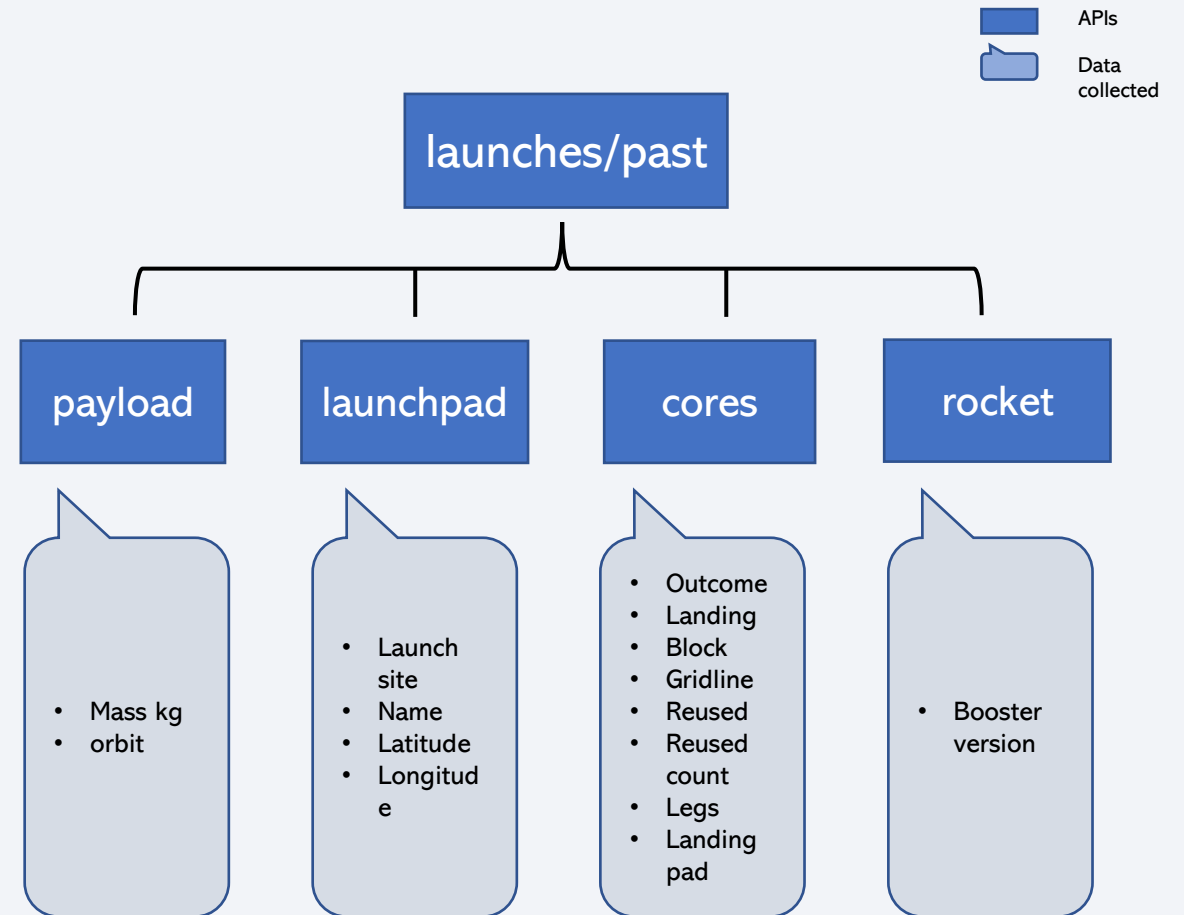 APIs
Data
collected
launches/past
payload
launchpad
cores
rocket
• Mass kg
• orbit
• Launch
site
• Name
• Latitude
• Longitud
e
• Outcome
• Landing
• Block
• Gridline
• Reused
• Reused
count
• Legs
• Landing
pad
• Booster
version